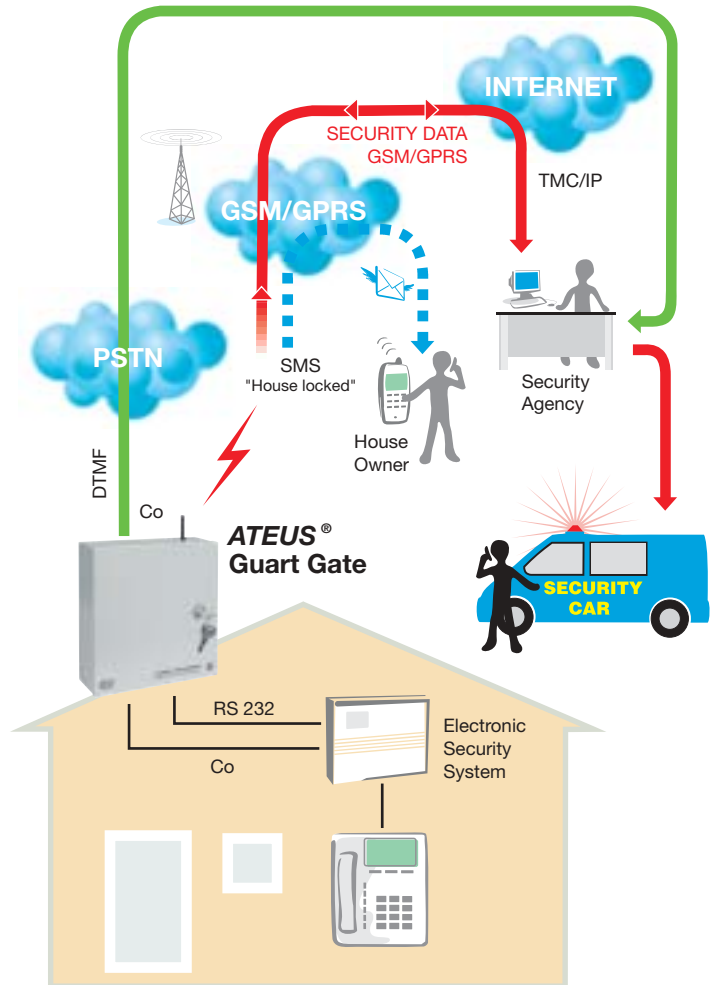 INTERNET
SECURITY DATA
GSM/GPRS
TMC/IP
GSM/GPRS
PSTN
SMS
"House locked"
Security
Agency
House
Owner
DTMF
Co
ATEUS ®
Guart Gate
SECURITY
CAR
RS 232
Co
Electronic
Security
System